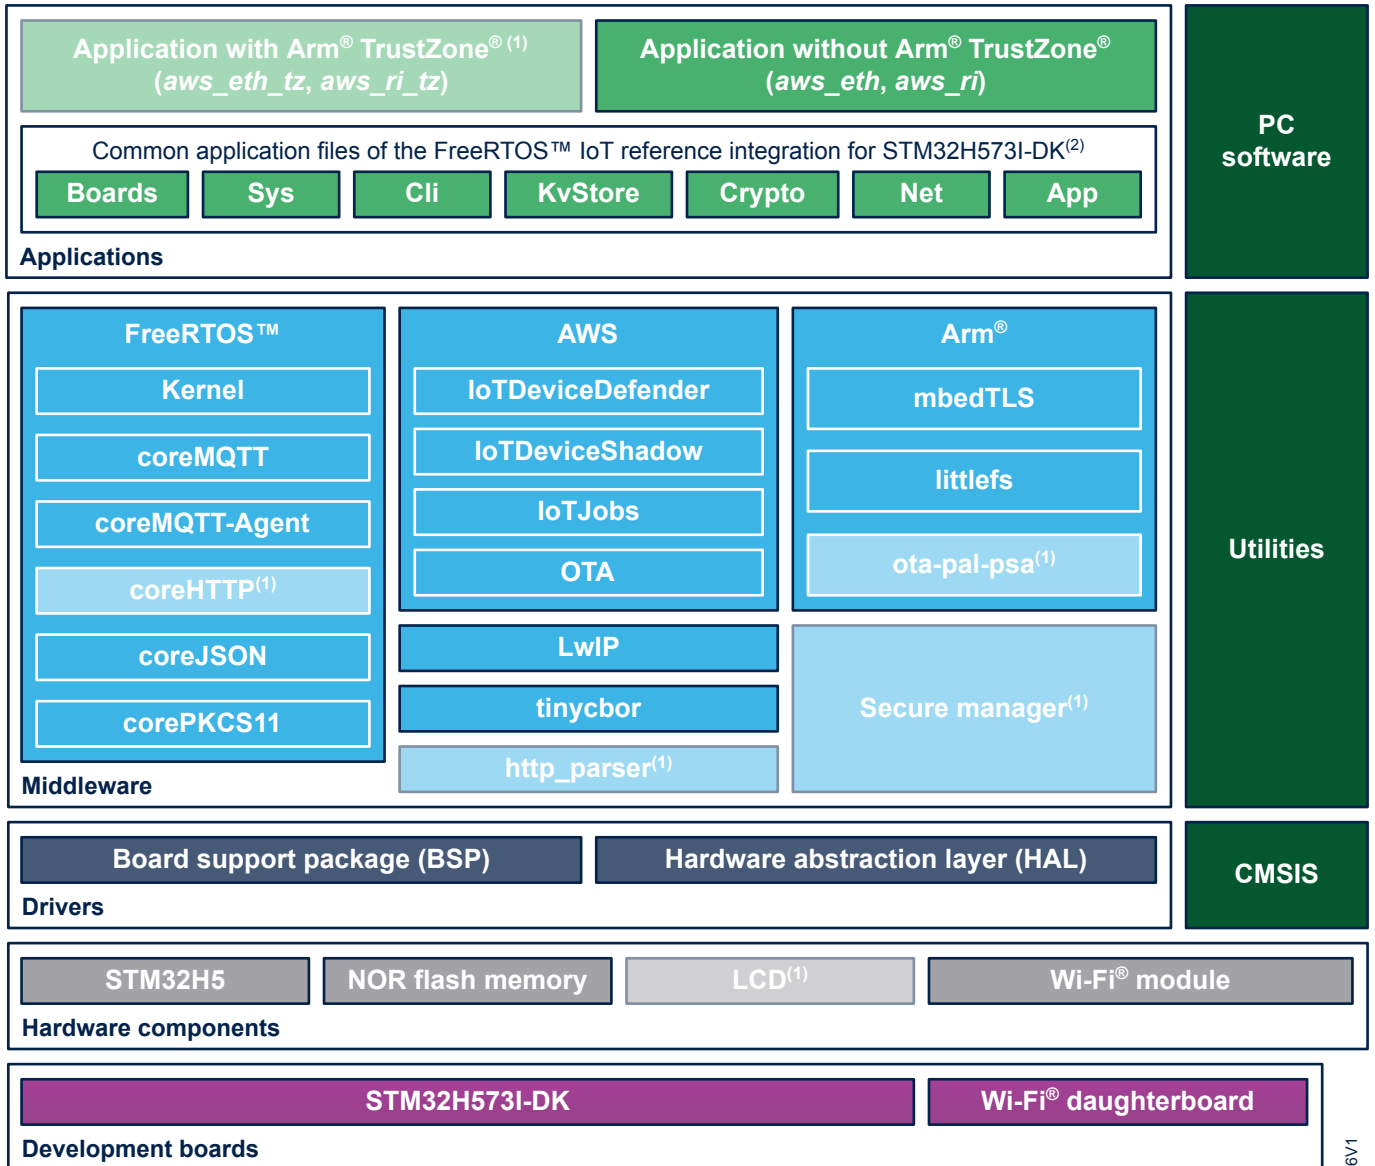 Application with Arm® TrustZone® (1)
(aws_eth_tz, aws_ri_tz)
Application without Arm® TrustZone®
(aws_eth, aws_ri)
PC
software
Common application files of the FreeRTOS™ IoT reference integration for STM32H573I-DK(2)
Boards
Sys
Cli
KvStore
Crypto
Net
App
Applications
FreeRTOS™
Kernel
coreMQTT
coreMQTT-Agent
coreHTTP(1)
coreJSON
corePKCS11
AWS
IoTDeviceDefender
IoTDeviceShadow
IoTJobs
OTA
LwIP
tinycbor
http_parser(1)
Arm®
mbedTLS
littlefs
ota-pal-psa(1)
Secure manager(1)
Utilities
Middleware
Board support package (BSP)
Hardware abstraction layer (HAL)
CMSIS
Drivers
STM32H5
NOR flash memory
LCD(1)
Wi-Fi® module
Hardware components
STM32H573I-DK
Wi-Fi® daughterboard
Development boards
6V1